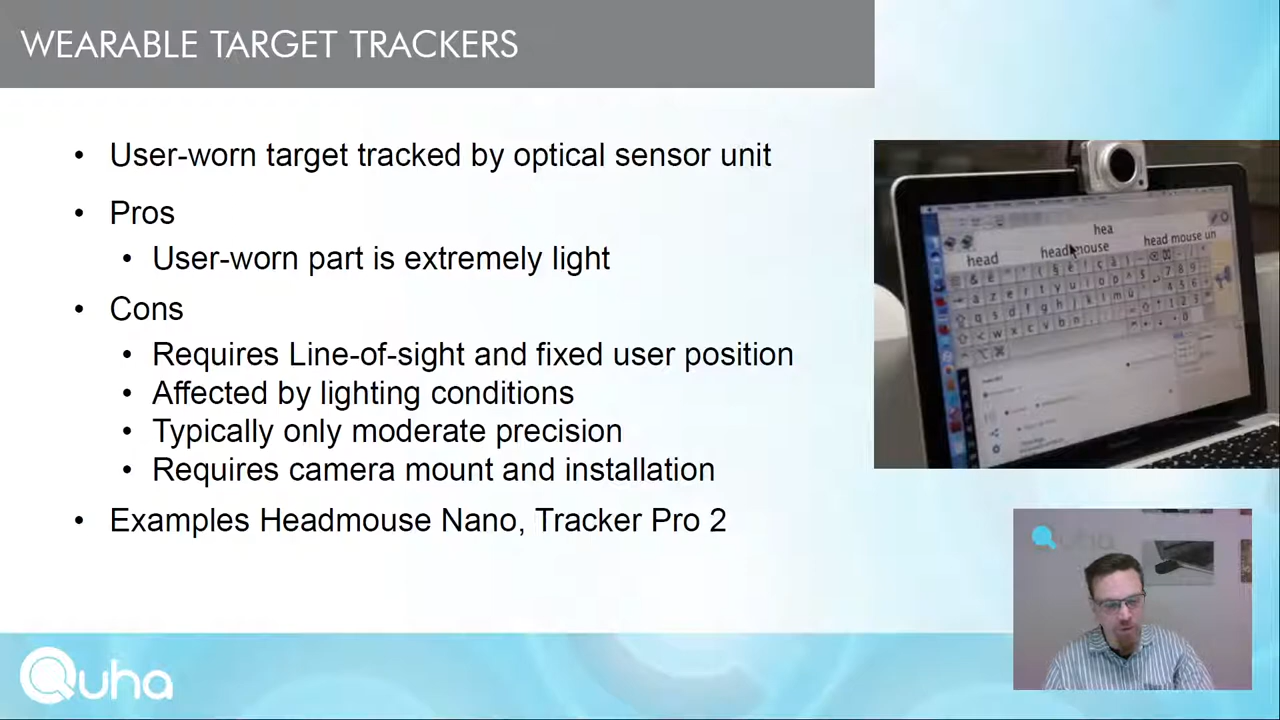 WEARABLE TARGET TRACKERS
• User-worn target tracked by optical sensor unit
• Pros
• User-worn part is extremely light
• Cons
• Requires Line-of-sight and fixed user position
• Affected by lighting conditions
• Typically only moderate precision
• Requires camera mount and installation
• Examples Headmouse Nano, Tracker Pro 2
hea
head headmouse head mouse un
a z e r t y u i o p
q s d f g h j k l m ù
< w x c v b n
Quha
Quha